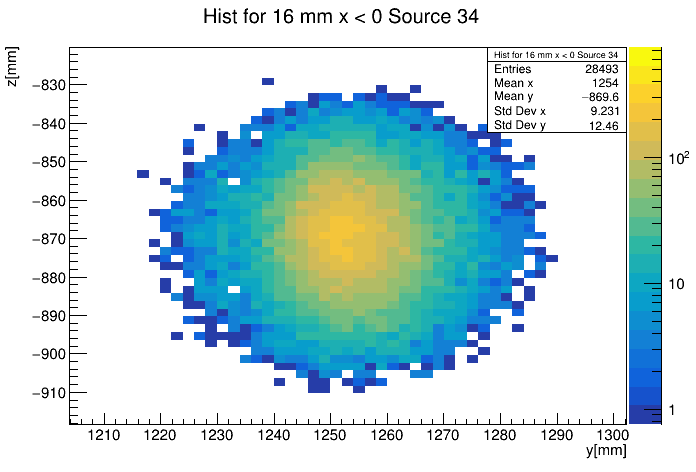 Hist for 16 mm x < 0 Source 34
z[mm]
Hist for 16 mm x < 0 Source 34
Entries 28493
Mean x 1254
Mean y −869.6
Std Dev x 9.231
Std Dev y 12.46
−830
−840
−850
−860
−870
−880
−890
−900
−910
10²
10
1
1210 1220 1230 1240 1250 1260 1270 1280 1290 1300
y[mm]